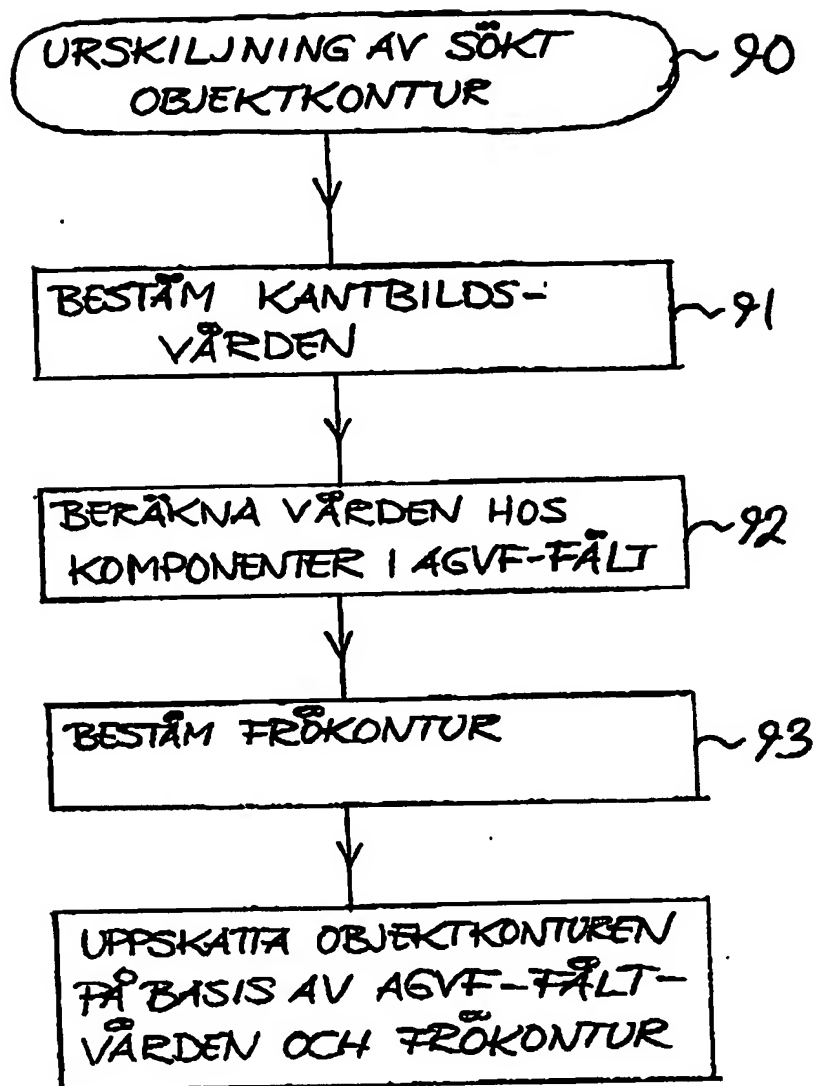 URSKILJNING AV SÖKT
OBJEKTKONTUR
90
BESTÄM KANTBILDS-
VÄRDEN
91
BERÄKNA VÄRDEN HOS
KOMPONENTER I AGVF-FÄLT
92
BESTÄM FRÖKONTUR
93
UPPSKATTA OBJEKTKONTUREN
PÅ BASIS AV AGVF-FÄLT-
VÄRDEN OCH FRÖKONTUR